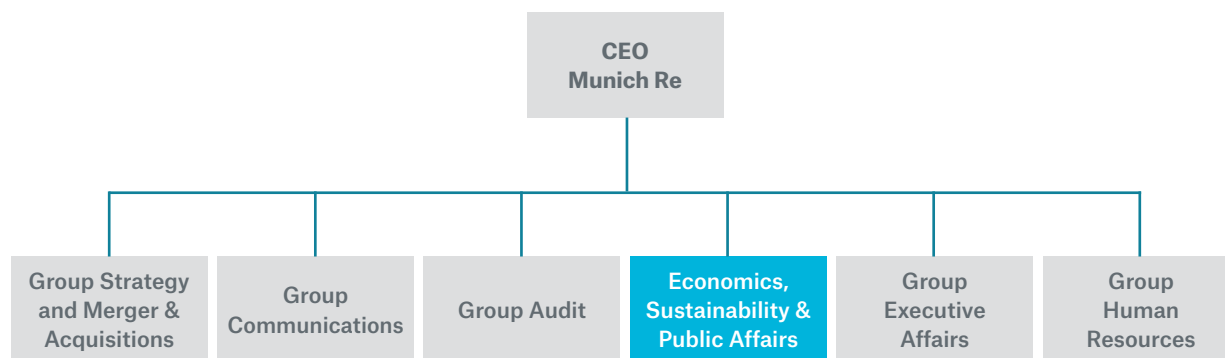 CEO
Munich Re
Group Strategy
and Merger &
Acquisitions
Group
Communications
Group Audit
Economics,
Sustainability &
Public Affairs
Group
Executive
Affairs
Group
Human
Resources